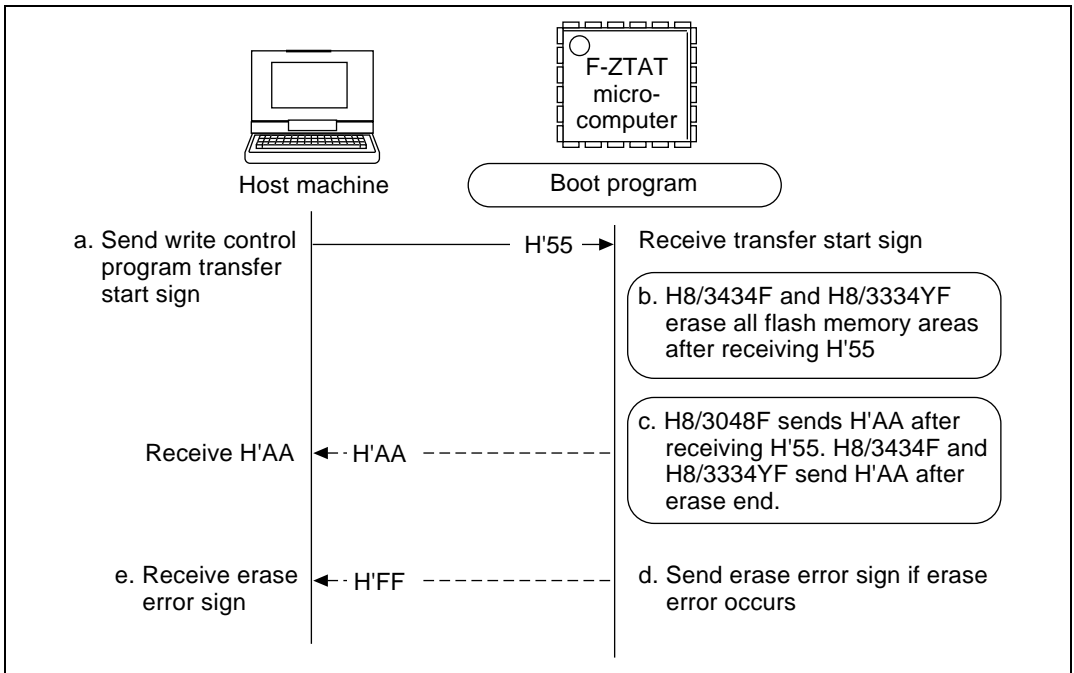 F-ZTAT
micro-
computer
Host machine
Boot program
a. Send write control
program transfer
start sign
H'55
Receive transfer start sign
b. H8/3434F and H8/3334YF
erase all flash memory areas
after receiving H'55
c. H8/3048F sends H'AA after
receiving H'55. H8/3434F and
H8/3334YF send H'AA after
erase end.
Receive H'AA
H'AA
e. Receive erase
error sign
H'FF
d. Send erase error sign if erase
error occurs